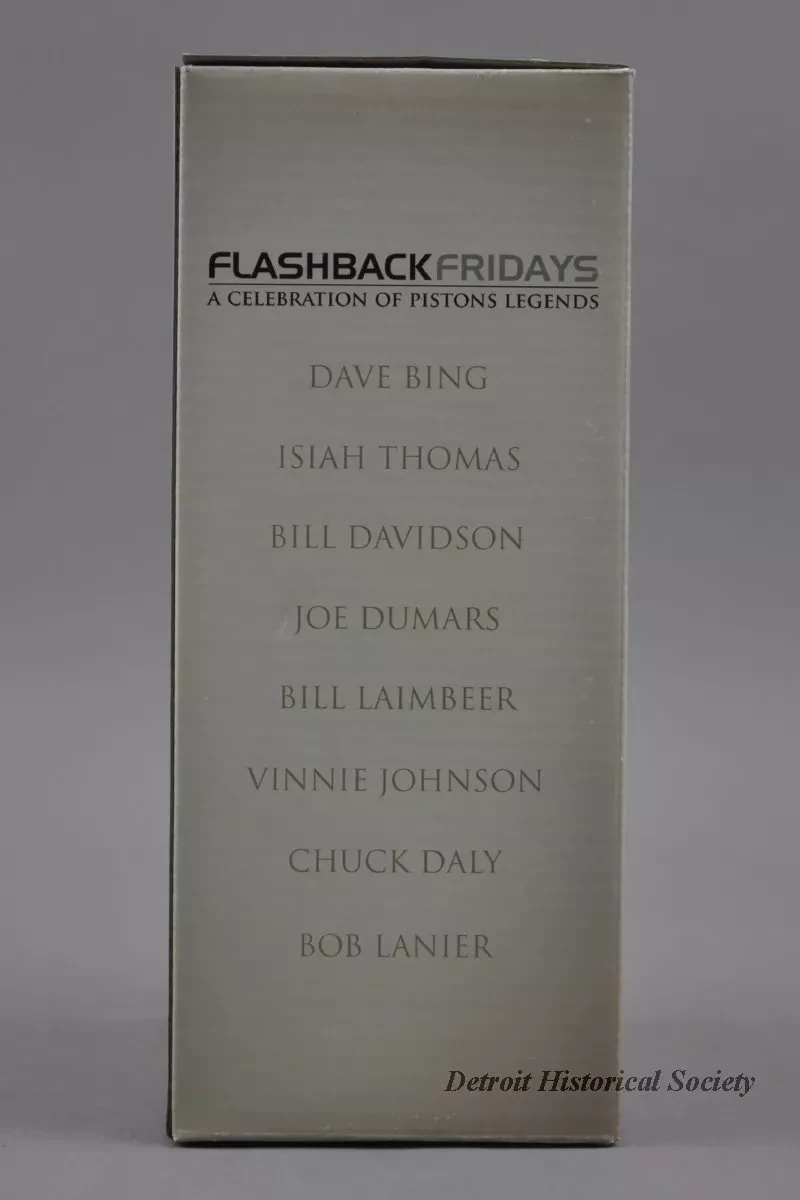 FLASHBACKFRIDAYS
A CELEBRATION OF PISTONS LEGENDS
DAVE BING
ISIAH THOMAS
BILL DAVIDSON
JOE DUMARS
BILL LAIMBEER
VINNIE JOHNSON
CHUCK DALY
BOB LANIER
Detroit Historical Society